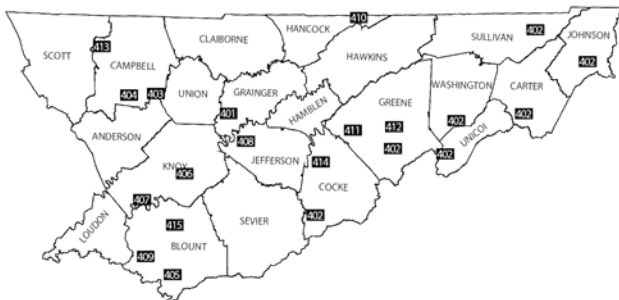 HANCOCK 410
SCOTT 413 CLAIBORNE SULLIVAN 402 JOHNSON
CAMPBELL HAWKINS 402
404 403 UNION GRAINGER WASHINGTON CARTER
401 HAMBLEN GREENE 402 402
ANDERSON 408 411 412 UNICOI
KNOX JEFFERSON 414 402 402
406 COCKE
407 SEVIER 402
LOUDON 415
BLOUNT
409 405